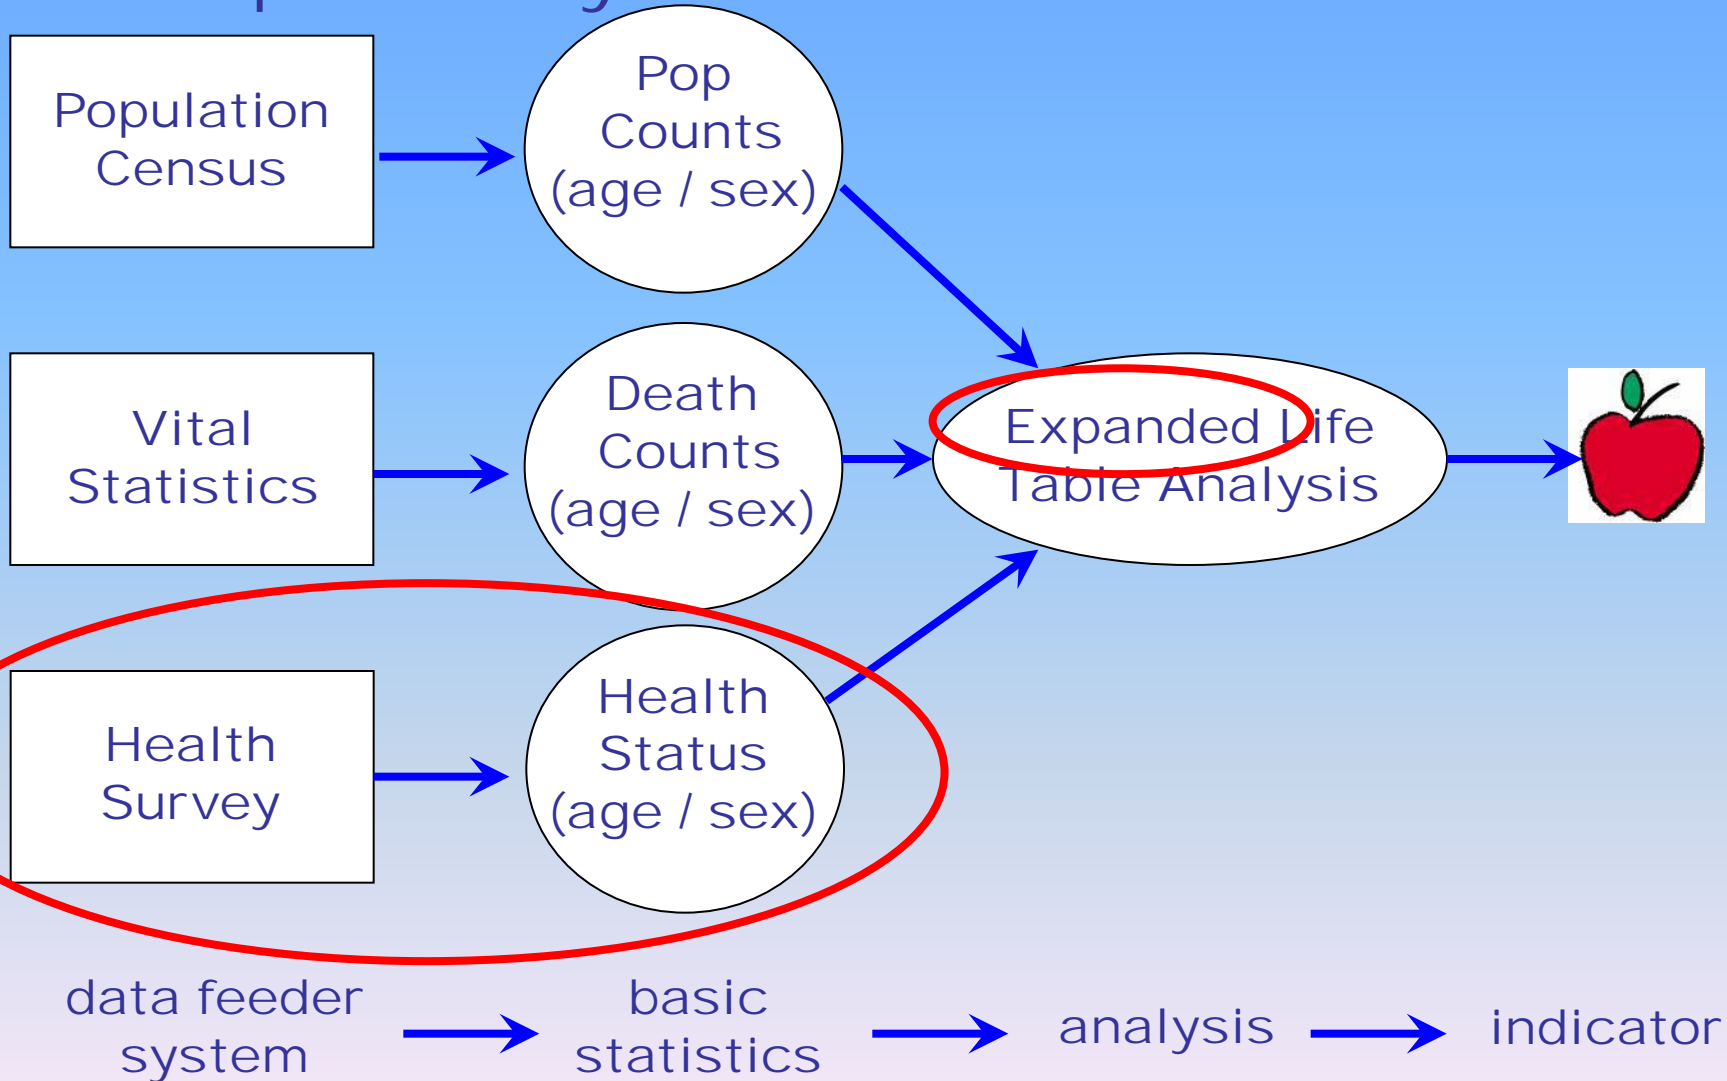 Population
Census
Pop
Counts
(age / sex)
Vital
Statistics
Death
Counts
(age / sex)
Expanded Life
Table Analysis
Health
Survey
Health
Status
(age / sex)
data feeder
system
basic
statistics
analysis
indicator